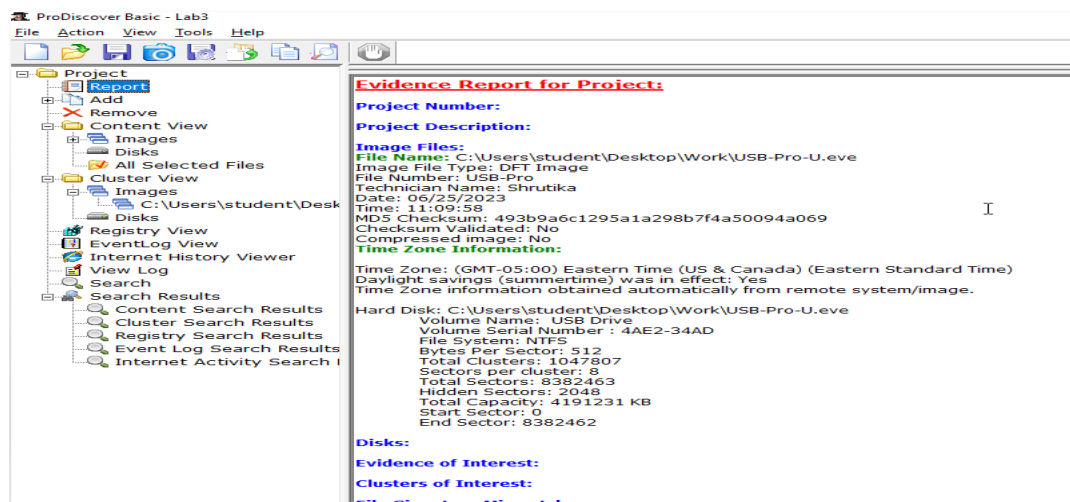 ProDiscover Basic - Lab3
File Action View Tools Help
Project
Report
Add
Remove
Content View
Images
Disks
All Selected Files
Cluster View
Images
C:\Users\student\Desk
Disks
Registry View
EventLog View
Internet History Viewer
View Log
Search
Search Results
Content Search Results
Cluster Search Results
Registry Search Results
Event Log Search Results
Internet Activity Search
Evidence Report for Project:
Project Number:
Project Description:
Image Files:
File Name: C:\Users\student\Desktop\Work\USB-Pro-U.eve
Image File Type: DFT Image
File Number: USB-Pro
Technician Name: Shrutika
Date: 06/25/2023
Time: 11:09:58
MD5 Checksum: 493b9a6c1295a1a298b7f4a50094a069
Checksum Validated: No
Compressed image: No
Time Zone Information:
Time Zone: (GMT-05:00) Eastern Time (US & Canada) (Eastern Standard Time)
Daylight savings (summertime) was in effect: Yes
Time Zone information obtained automatically from remote system/image.
Hard Disk: C:\Users\student\Desktop\Work\USB-Pro-U.eve
Volume Name: USB Drive
Volume Serial Number : 4AE2-34AD
File System: NTFS
Bytes Per Sector: 512
Total Clusters: 1047807
Sectors per cluster: 8
Total Sectors: 8382463
Hidden Sectors: 2048
Total Capacity: 4191231 KB
Start Sector: 0
End Sector: 8382462
Disks:
Evidence of Interest:
Clusters of Interest: